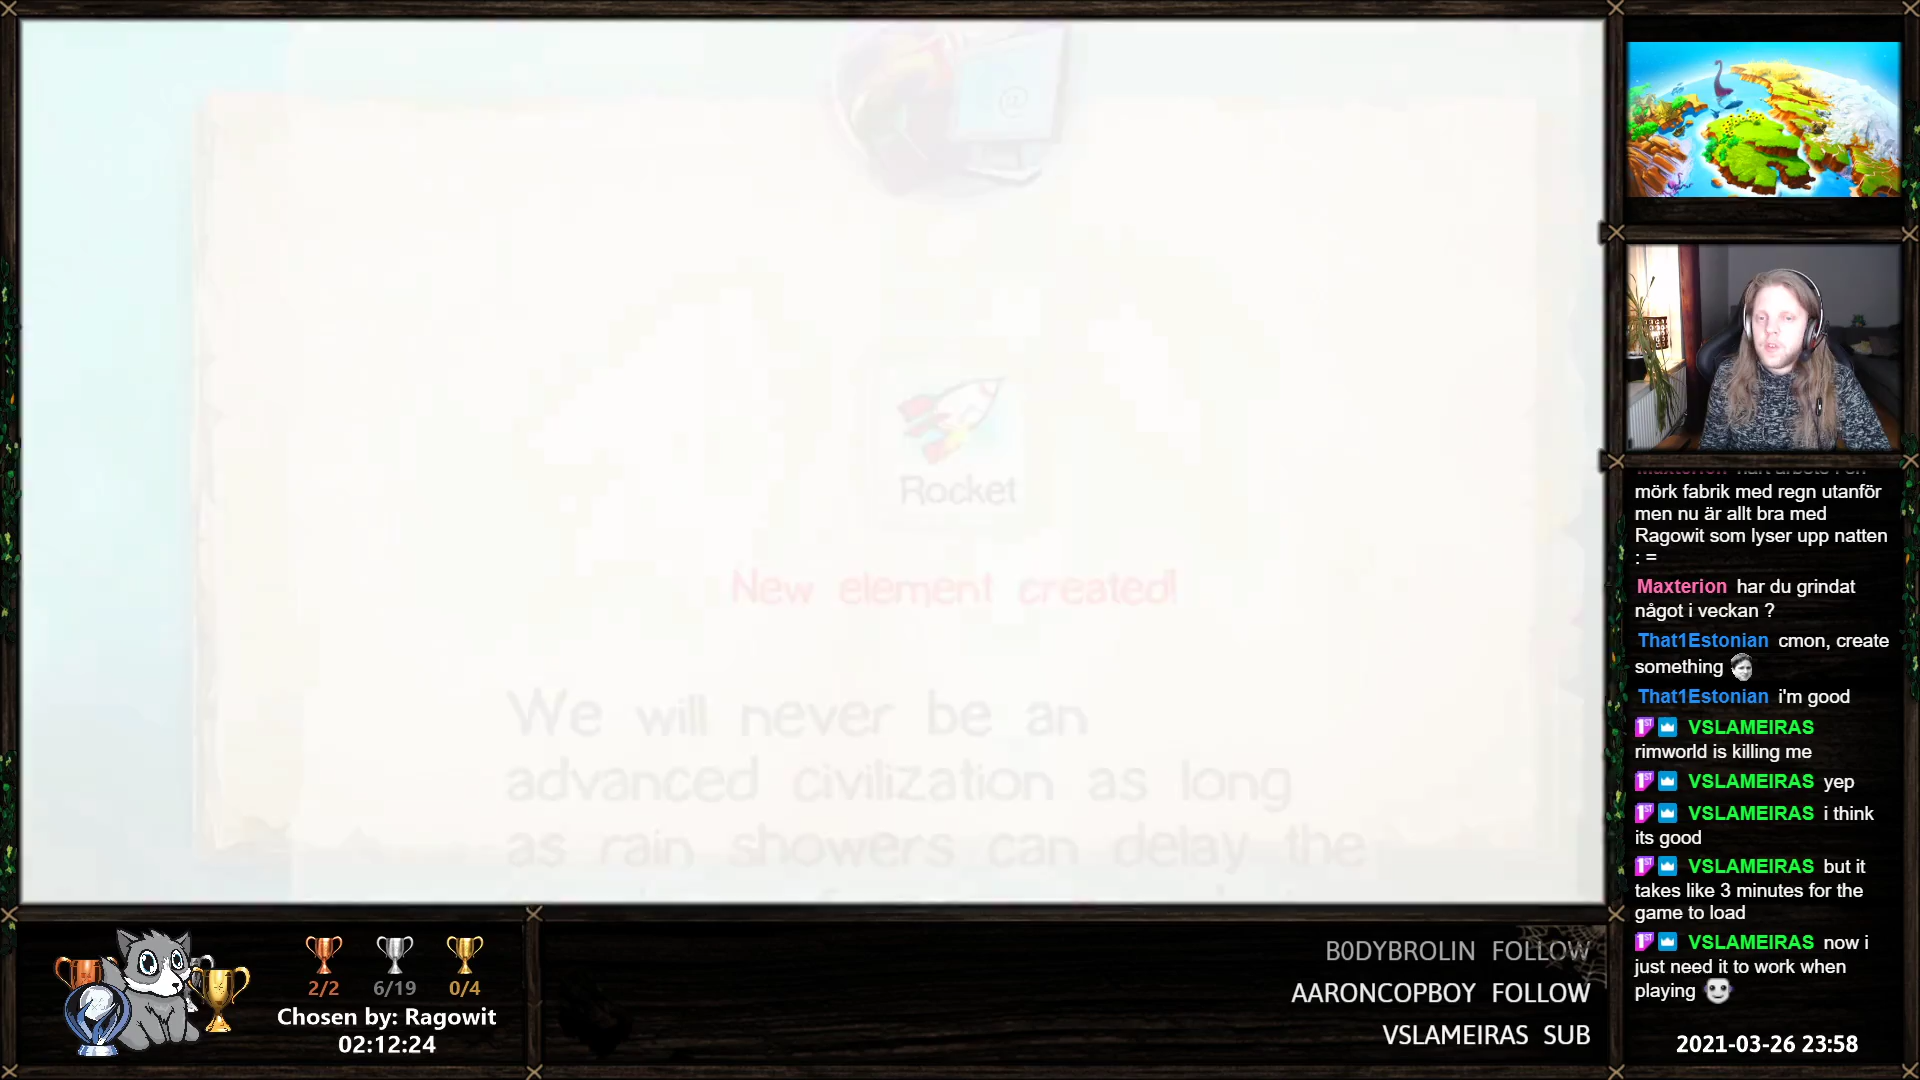 @
Rocket
New element created!
We will never be an
advanced civilization as long
as rain showers can delay the
mörk fabrik med regn utanför
men nu är allt bra med
Ragowit som lyser upp natten
: =
Maxterion har du grindat
något i veckan ?
That1Estonian cmon, create
something
That1Estonian i'm good
1ST VSLAMEIRAS
rimworld is killing me
1ST VSLAMEIRAS yep
1ST VSLAMEIRAS i think
its good
1ST VSLAMEIRAS but it
takes like 3 minutes for the
game to load
1ST VSLAMEIRAS now i
just need it to work when
playing
2/2 6/19 0/4
Chosen by: Ragowit
02:12:24
B0DYBROLIN FOLLOW
AARONCOPBOY FOLLOW
VSLAMEIRAS SUB
2021-03-26 23:58